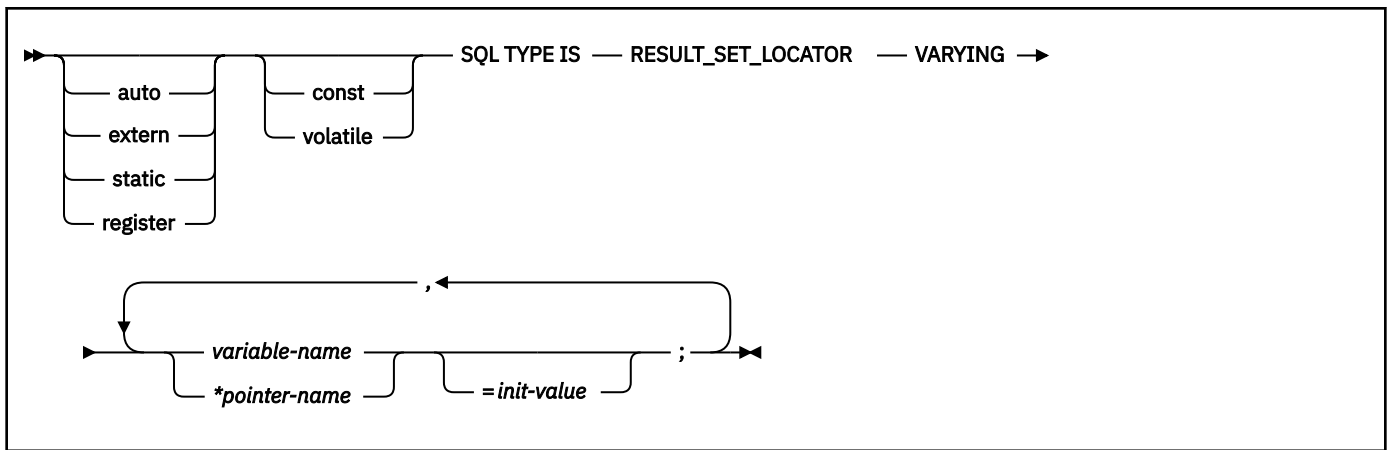 SQL TYPE IS RESULT_SET_LOCATOR VARYING
auto const
extern volatile
static
register
,
variable-name ;
*pointer-name =init-value